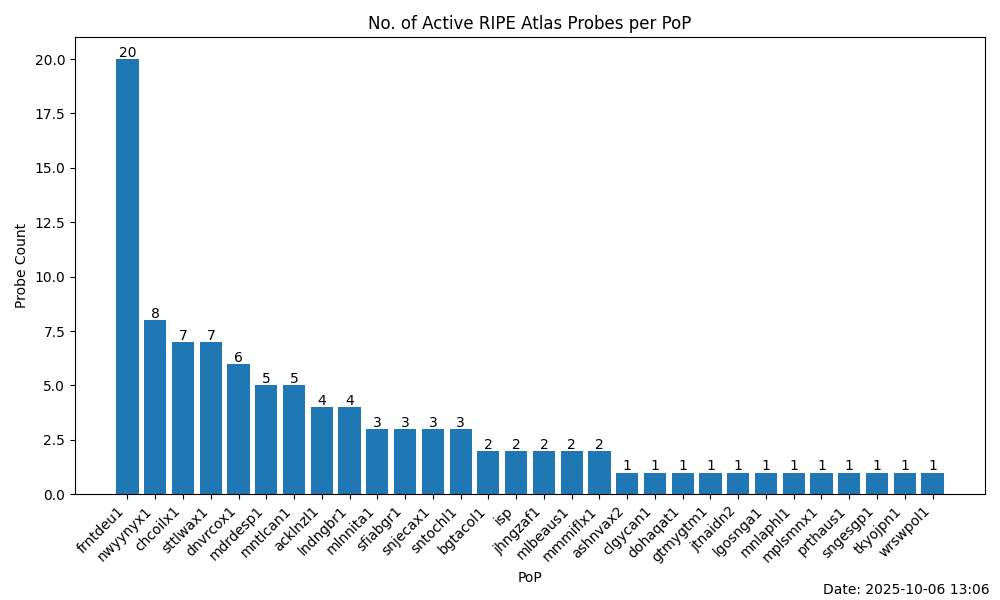 No. of Active RIPE Atlas Probes per PoP
Probe Count
20.0
17.5
15.0
12.5
10.0
7.5
5.0
2.5
0.0
20
8
7
7
6
5
5
4
4
3
3
3
3
2
2
2
2
2
1
1
1
1
1
1
1
1
1
1
1
1
frntdeu1
nwyynyx1
chcoilx1
sttlwax1
dnvrcox1
mdrdesp1
mntlcan1
acklnzl1
lndngbr1
mlnnita1
sfiabgr1
snjecax1
sntochl1
bgtacol1
isp
jhngzaf1
mlbeaus1
mmmiflx1
ashnvax2
clgycan1
dohaqat1
gtmygtm1
jtnaidn2
lgosnga1
mnlaphl1
mplsmnx1
prthaus1
sngesgp1
tkyojpn1
wrswpol1
PoP
Date: 2025-10-06 13:06